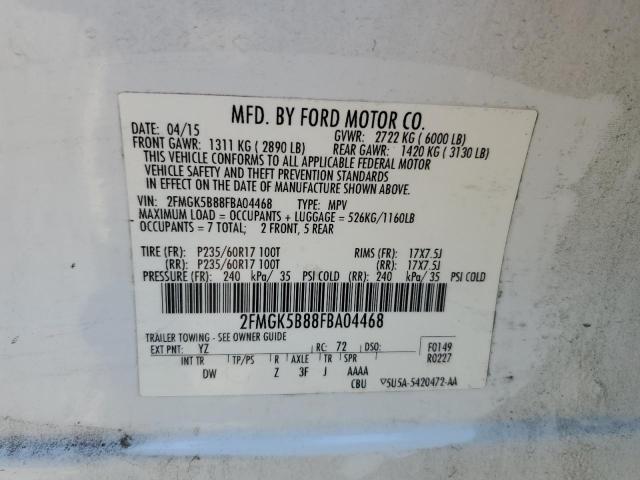 MFD. BY FORD MOTOR CO.
DATE: 04/15 GVWR: 2722 KG ( 6000 LB)
FRONT GAWR: 1311 KG ( 2890 LB) REAR GAWR: 1420 KG ( 3130 LB)
THIS VEHICLE CONFORMS TO ALL APPLICABLE FEDERAL MOTOR
VEHICLE SAFETY AND THEFT PREVENTION STANDARDS
IN EFFECT ON THE DATE OF MANUFACTURE SHOWN ABOVE.
VIN: 2FMGK5B88FBA04468 TYPE: MPV
MAXIMUM LOAD = OCCUPANTS + LUGGAGE = 526KG/1160LB
OCCUPANTS = 7 TOTAL; 2 FRONT, 5 REAR
TIRE (FR): P235/60R17 100T RIMS (FR): 17X7.5J
(RR): P235/60R17 100T (RR): 17X7.5J
PRESSURE (FR): 240 kPa/ 35 PSI COLD (RR): 240 kPa/ 35 PSI COLD
2FMGK5B88FBA04468
TRAILER TOWING - SEE OWNER GUIDE
EXT PNT: YZ RC: 72 DSO: F0149
INT TR TP/PS R AXLE TR SPR R0227
DW Z 3F J AAAA
CBU 5U5A-5420472-AA